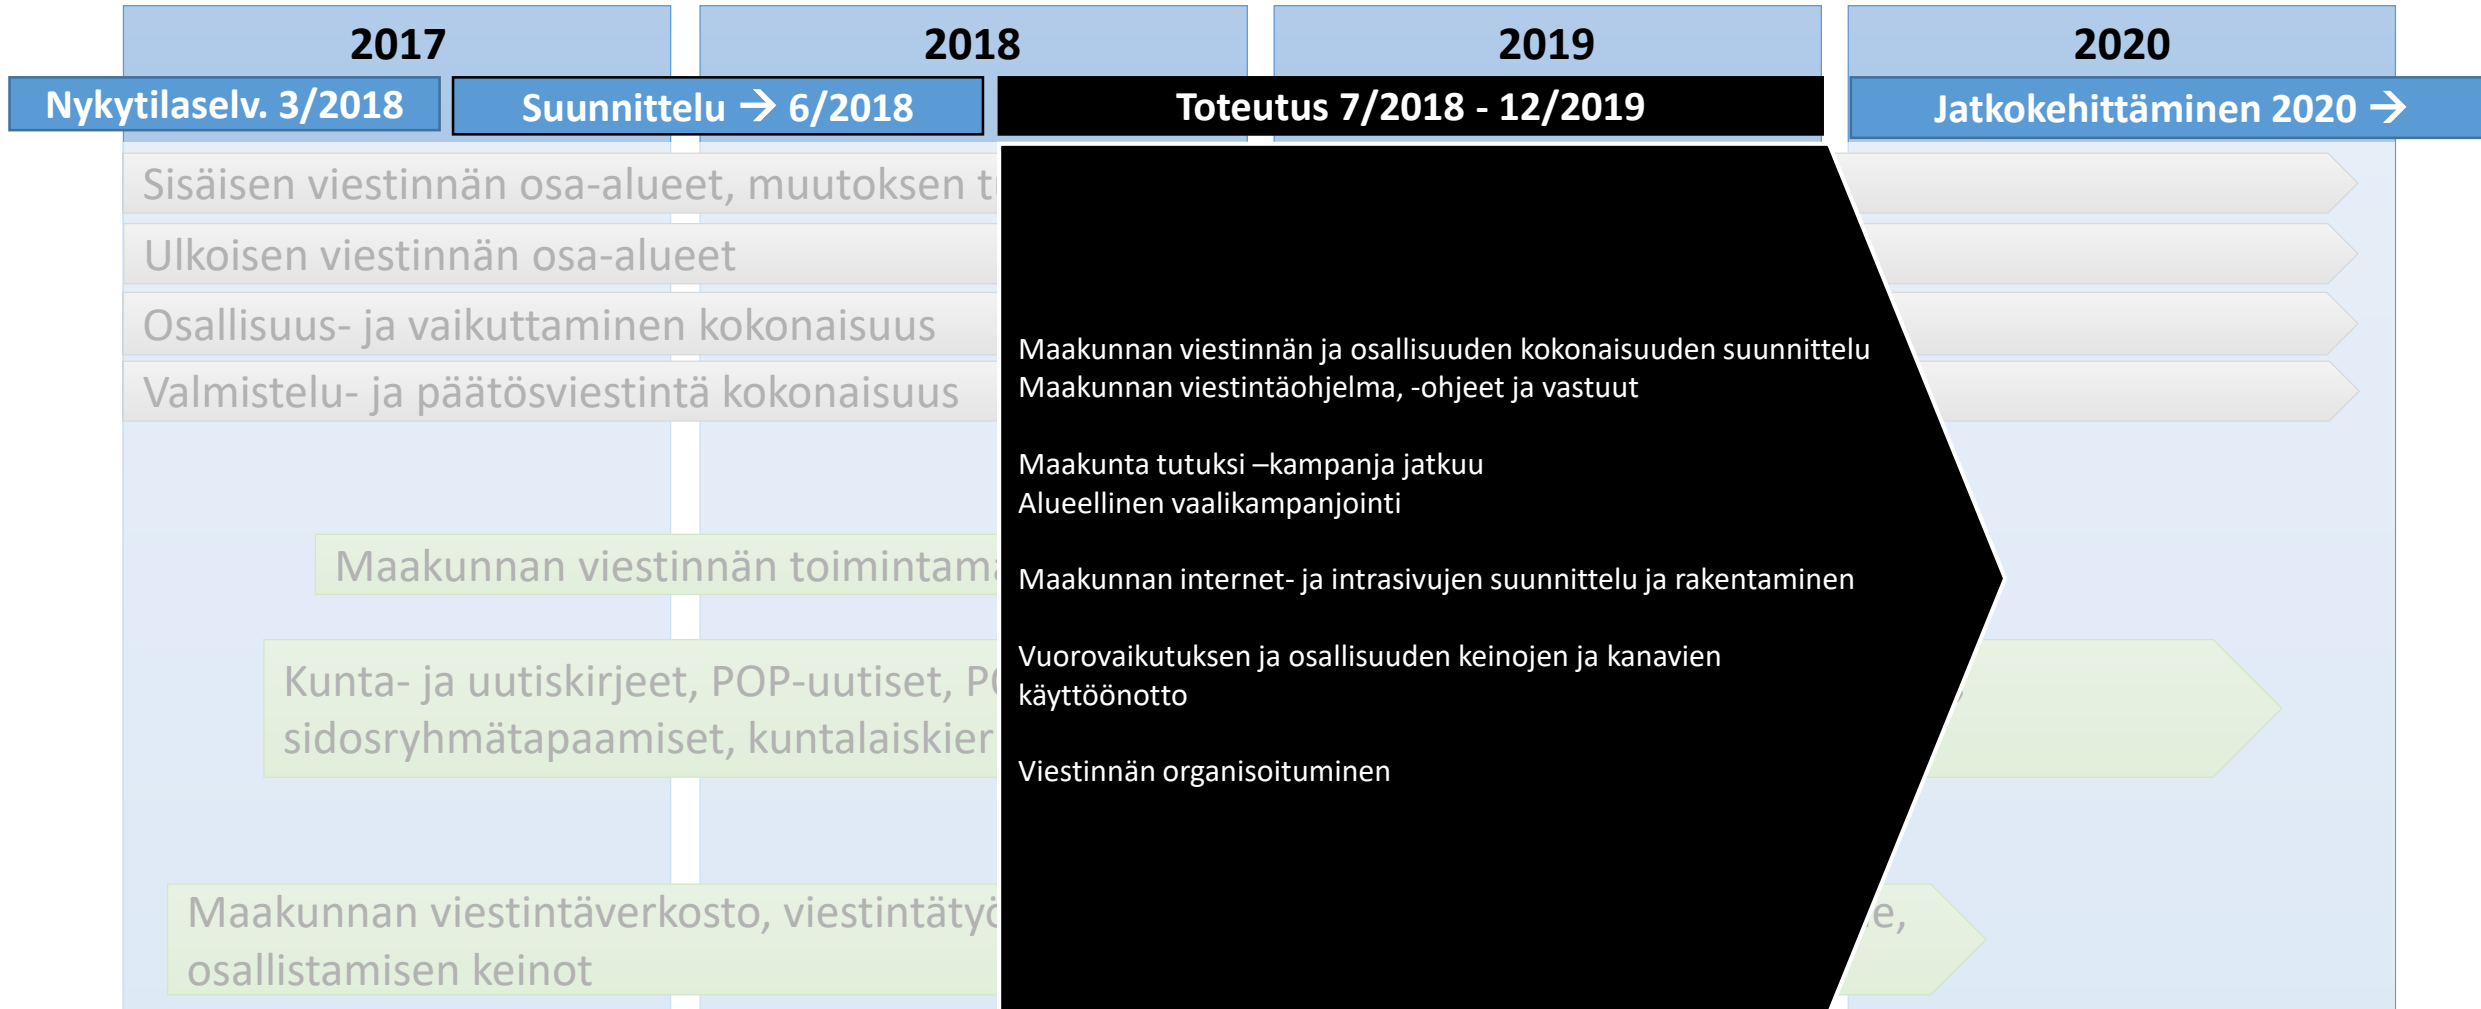 2017
2018
2019
2020
Nykytilaselv. 3/2018
Suunnittelu → 6/2018
Toteutus 7/2018 - 12/2019
Jatkokehittäminen 2020 →
Sisäisen viestinnän osa-alueet, muutoksen
Ulkoisen viestinnän osa-alueet
Osallisuus- ja vaikuttaminen kokonaisuus
Valmistelu- ja päätösviestintä kokonaisuus
Maakunnan viestinnän
Kunta- ja uutiskirjeet, POP-uutiset,
sidosryhmätapaamiset,
Maakunnan viestintäverkosto,
osallistamisen keinot
Maakunnan viestinnän ja osallisuuden kokonaisuuden suunnittelu
Maakunnan viestintäohjelma, -ohjeet ja vastuut
Maakunta tutuksi –kampanja jatkuu
Alueellinen vaalikampanjointi
Maakunnan internet- ja intrasivujen suunnittelu ja rakentaminen
Vuorovaikutuksen ja osallisuuden keinojen ja kanavien
käyttöönotto
Viestinnän organisoituminen